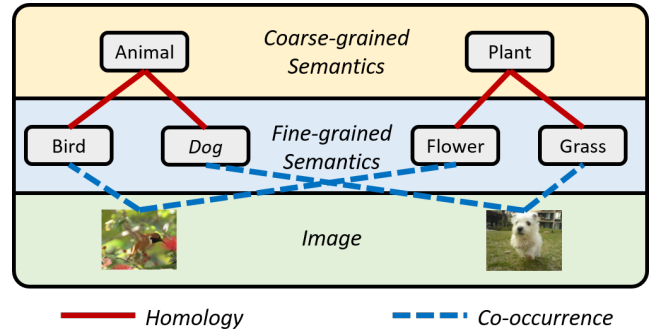 Coarse-grained
Semantics
Animal
Plant
Fine-grained
Semantics
Bird
Dog
Flower
Grass
Image
Homology
Co-occurrence